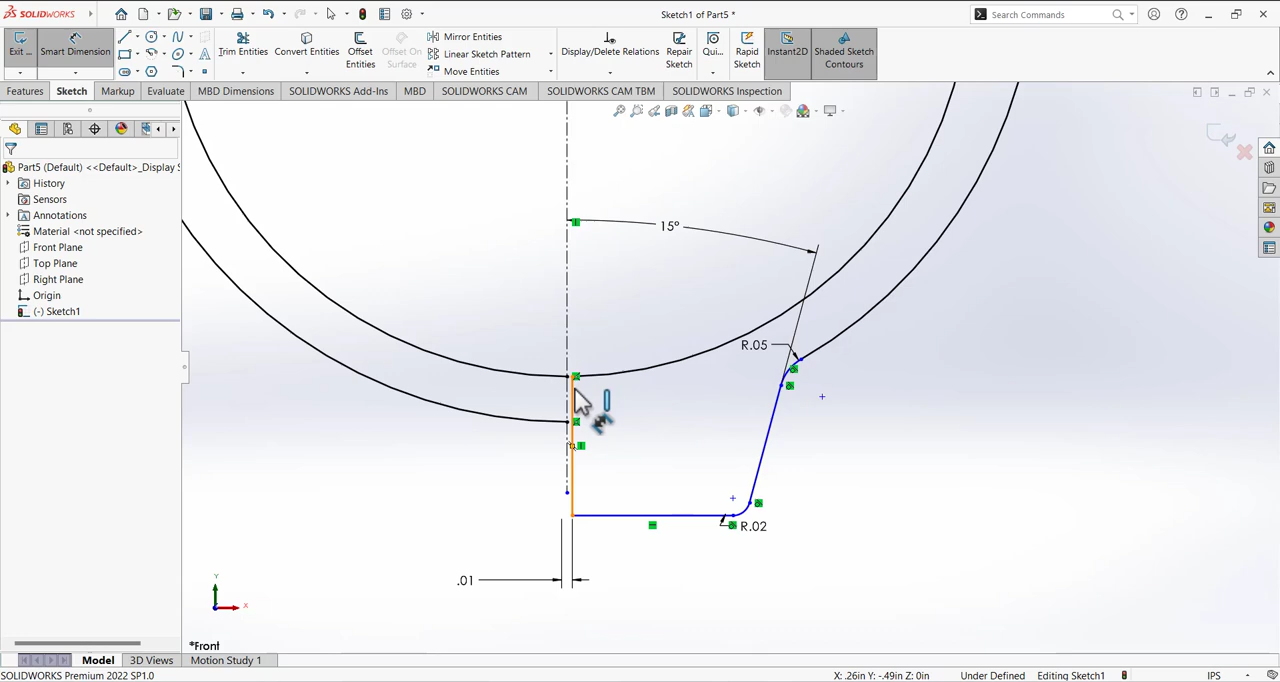 SOLIDWORKS
Sketch1 of Part5 *
Search Commands
Exit ...
Smart Dimension
Trim Entities
Convert Entities
Offset Entities
Offset On Surface
Mirror Entities
Linear Sketch Pattern
Move Entities
Display/Delete Relations
Repair Sketch
Qui...
Rapid Sketch
Instant2D
Shaded Sketch Contours
Features
Sketch
Markup
Evaluate
MBD Dimensions
SOLIDWORKS Add-Ins
MBD
SOLIDWORKS CAM
SOLIDWORKS CAM TBM
SOLIDWORKS Inspection
Part5 (Default) <<Default>_Display S
History
Sensors
Annotations
Material <not specified>
Front Plane
Top Plane
Right Plane
Origin
(-) Sketch1
15°
R.05
R.02
.01
Y
X
*Front
Model
3D Views
Motion Study 1
SOLIDWORKS Premium 2022 SP1.0
X: .26in Y: -.49in Z: 0in
Under Defined
Editing Sketch1
IPS